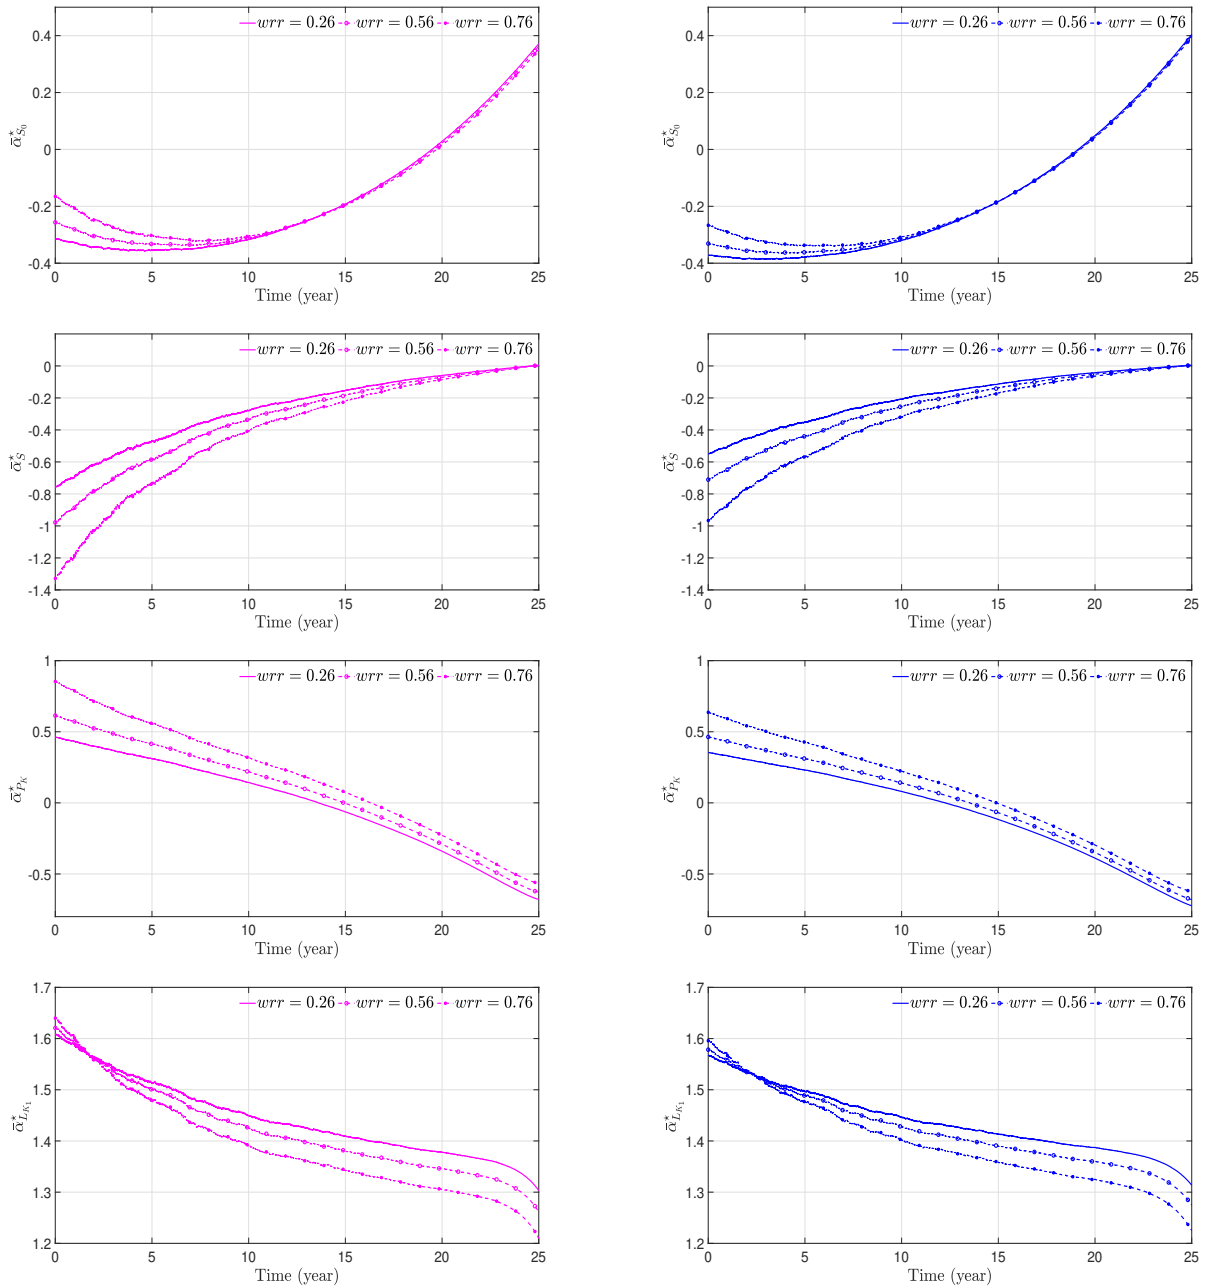 wrr = 0.26 wrr = 0.56 wrr = 0.76
0.4
0.2
0
-0.2
-0.4
ᾱ*_{S_0}
0 5 10 15 20 25
Time (year)
wrr = 0.26 wrr = 0.56 wrr = 0.76
0.4
0.2
0
-0.2
-0.4
ᾱ*_{S_0}
0 5 10 15 20 25
Time (year)
wrr = 0.26 wrr = 0.56 wrr = 0.76
0
-0.2
-0.4
-0.6
-0.8
-1
-1.2
-1.4
ᾱ*_S
0 5 10 15 20 25
Time (year)
wrr = 0.26 wrr = 0.56 wrr = 0.76
0
-0.2
-0.4
-0.6
-0.8
-1
-1.2
-1.4
ᾱ*_S
0 5 10 15 20 25
Time (year)
wrr = 0.26 wrr = 0.56 wrr = 0.76
1
0.5
0
-0.5
ᾱ*_{P_K}
0 5 10 15 20 25
Time (year)
wrr = 0.26 wrr = 0.56 wrr = 0.76
1
0.5
0
-0.5
ᾱ*_{P_K}
0 5 10 15 20 25
Time (year)
wrr = 0.26 wrr = 0.56 wrr = 0.76
1.7
1.6
1.5
1.4
1.3
1.2
ᾱ*_{L_{K_1}}
0 5 10 15 20 25
Time (year)
wrr = 0.26 wrr = 0.56 wrr = 0.76
1.7
1.6
1.5
1.4
1.3
1.2
ᾱ*_{L_{K_1}}
0 5 10 15 20 25
Time (year)